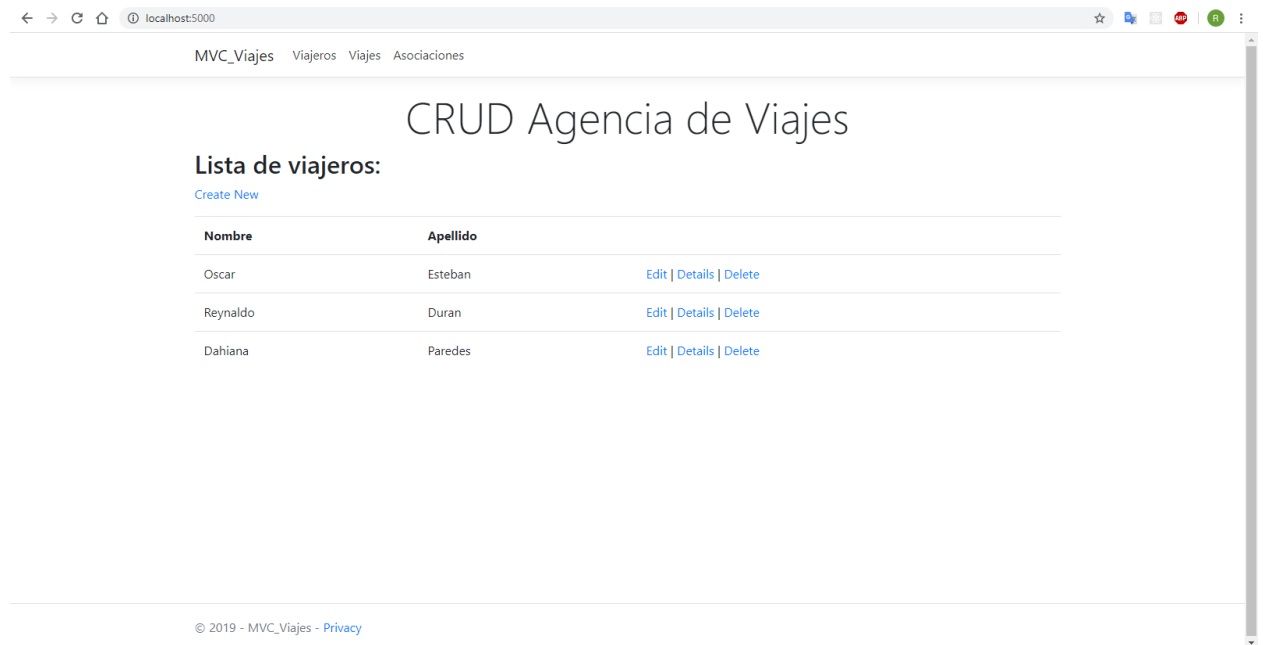 localhost:5000
ABP R
MVC_Viajes Viajeros Viajes Asociaciones
CRUD Agencia de Viajes
Lista de viajeros:
Create New
Nombre Apellido
Oscar Esteban Edit | Details | Delete
Reynaldo Duran Edit | Details | Delete
Dahiana Paredes Edit | Details | Delete
© 2019 - MVC_Viajes - Privacy